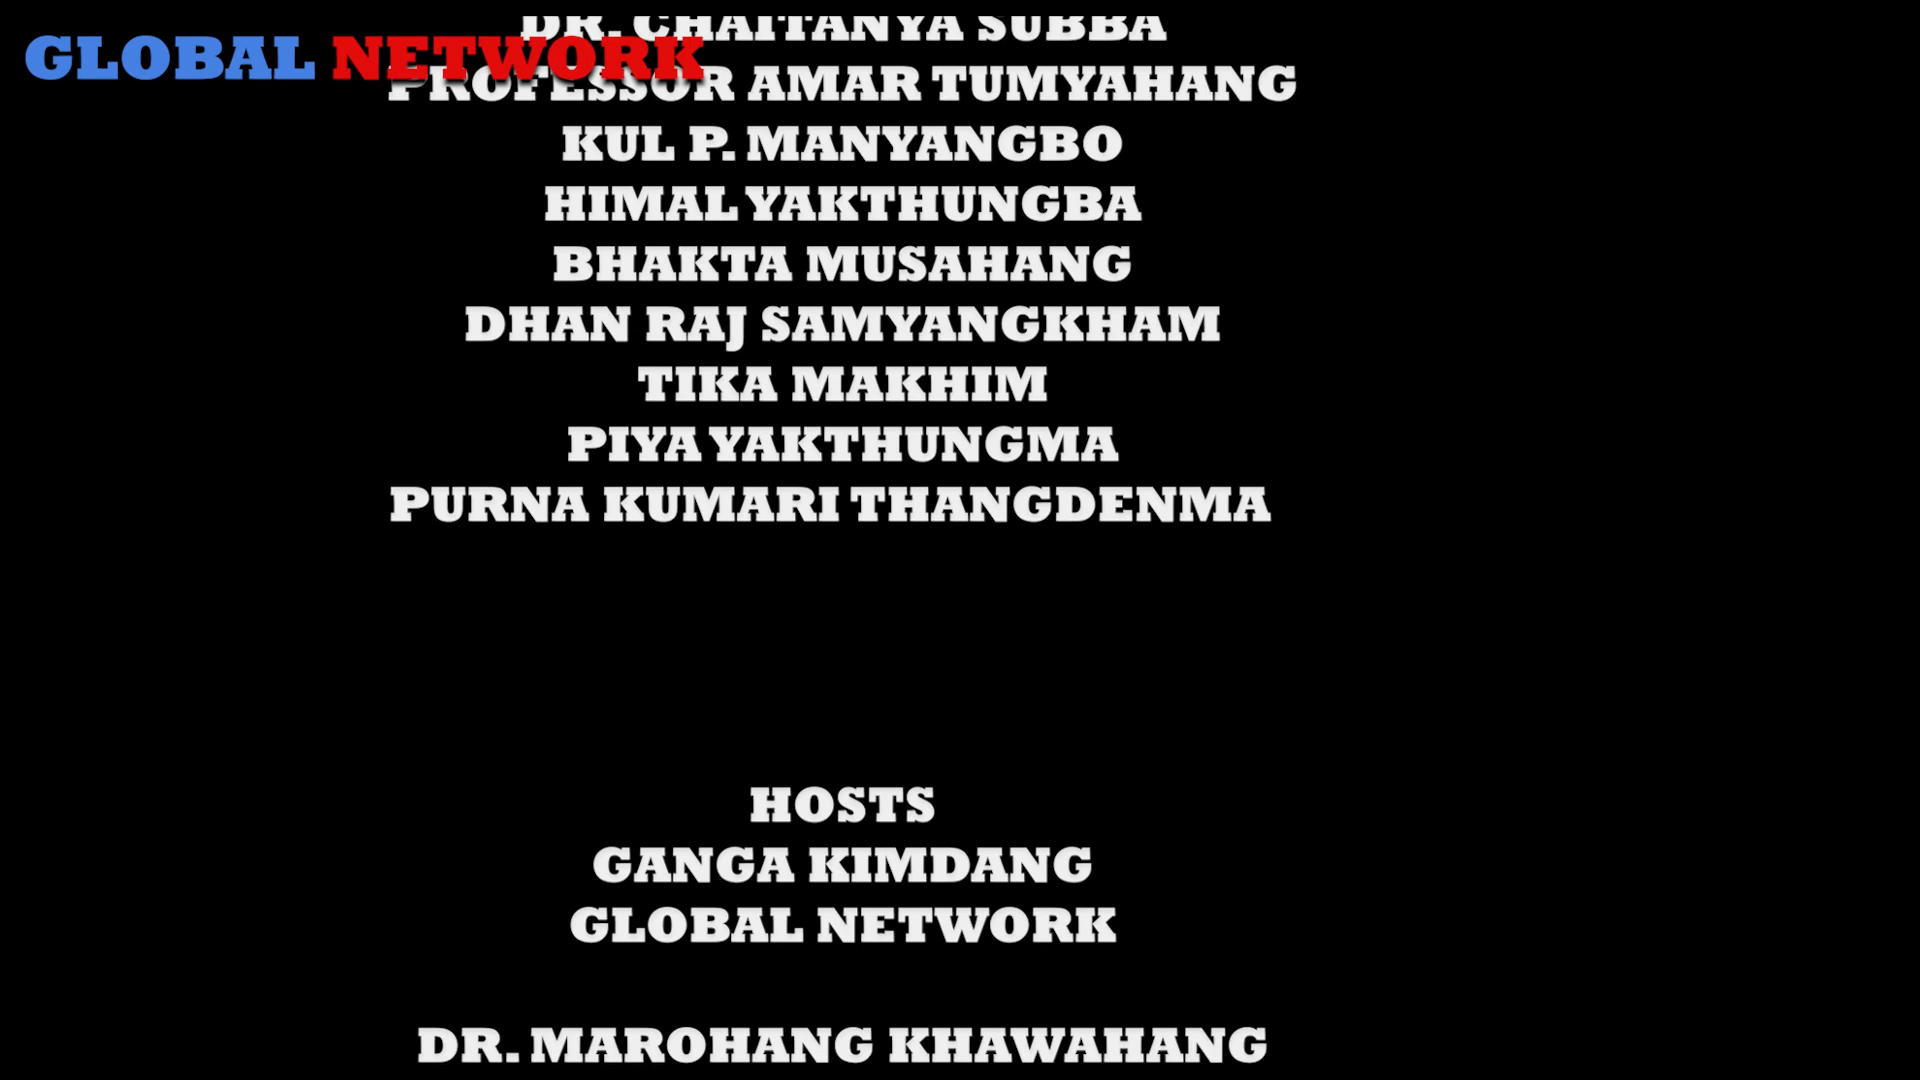 DR. CHAITANYA SUBBA
GLOBAL NETWORK
PROFESSOR AMAR TUMYAHANG
KUL P. MANYANGBO
HIMAL YAKTHUNGBA
BHAKTA MUSAHANG
DHAN RAJ SAMYANGKHAM
TIKA MAKHIM
PIYA YAKTHUNGMA
PURNA KUMARI THANGDENMA
HOSTS
GANGA KIMDANG
GLOBAL NETWORK
DR. MAROHANG KHAWAHANG